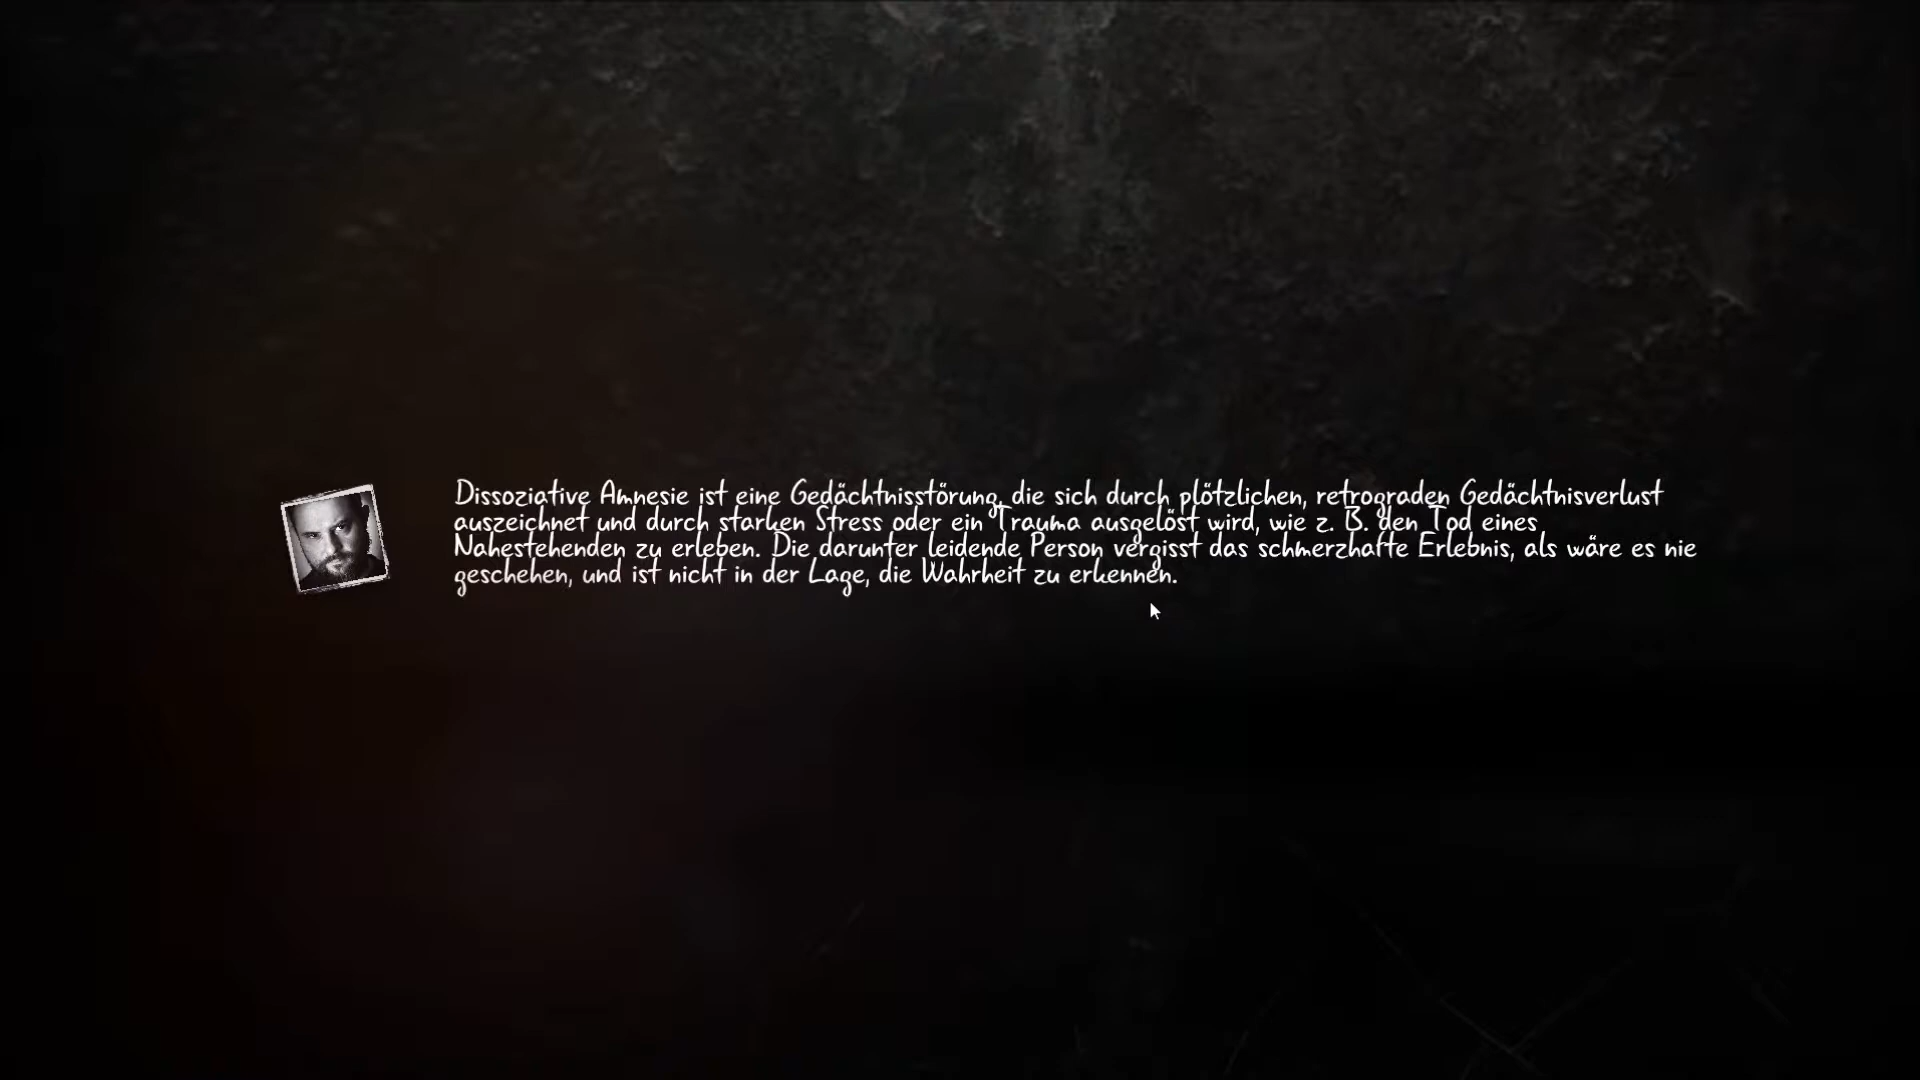 Dissoziative Amnesie ist eine Gedächtnisstörung, die sich durch plötzlichen, retrograden Gedächtnisverlust
auszeichnet und durch starken Stress oder ein Trauma ausgelöst wird, wie z. B. den Tod eines
Nahestehenden zu erleben. Die darunter leidende Person vergisst das schmerzhafte Erlebnis, als wäre es nie
geschehen, und ist nicht in der Lage, die Wahrheit zu erkennen.